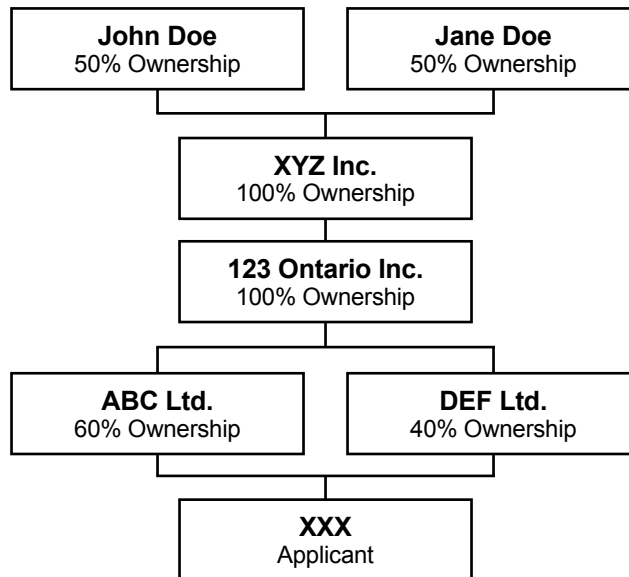 John Doe
50% Ownership
Jane Doe
50% Ownership
XYZ Inc.
100% Ownership
123 Ontario Inc.
100% Ownership
ABC Ltd.
60% Ownership
DEF Ltd.
40% Ownership
XXX
Applicant